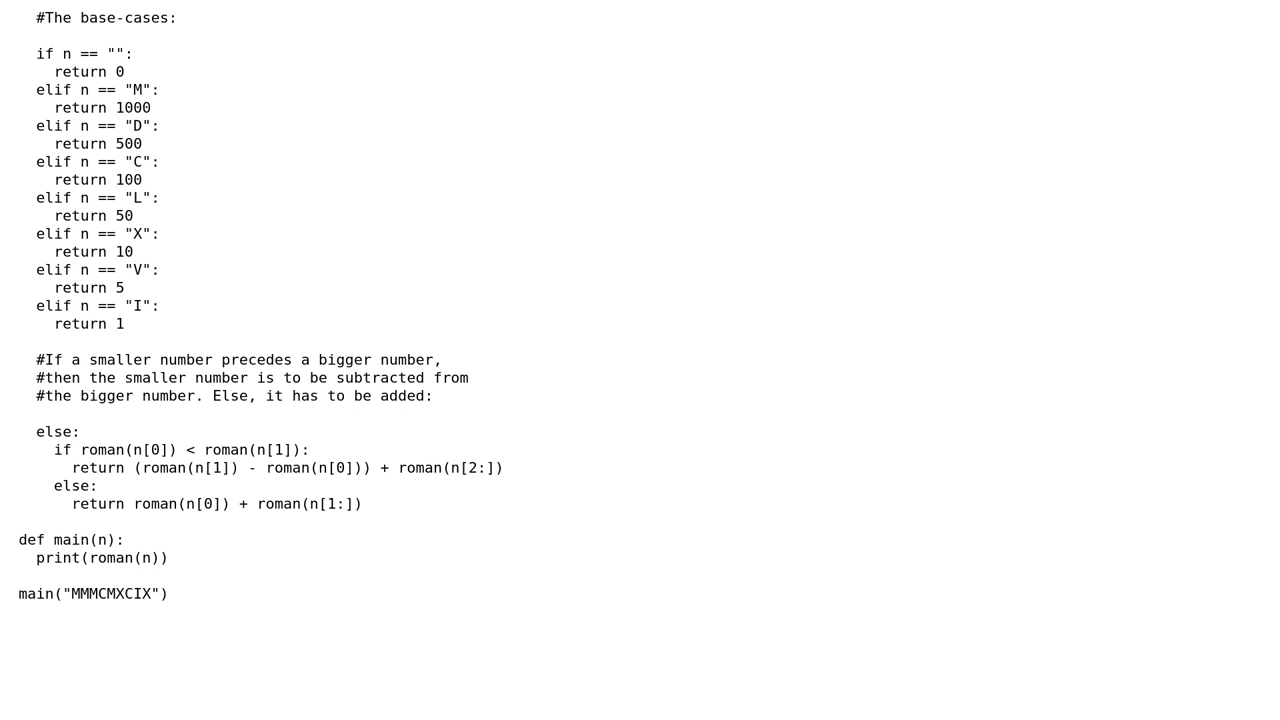 #The base-cases:
if n == "":
return 0
elif n == "M":
return 1000
elif n == "D":
return 500
elif n == "C":
return 100
elif n == "L":
return 50
elif n == "X":
return 10
elif n == "V":
return 5
elif n == "I":
return 1
#If a smaller number precedes a bigger number,
#then the smaller number is to be subtracted from
#the bigger number. Else, it has to be added:
else:
if roman(n[0]) < roman(n[1]):
return (roman(n[1]) - roman(n[0])) + roman(n[2:])
else:
return roman(n[0]) + roman(n[1:])
def main(n):
print(roman(n))
main("MMMCMXCIX")